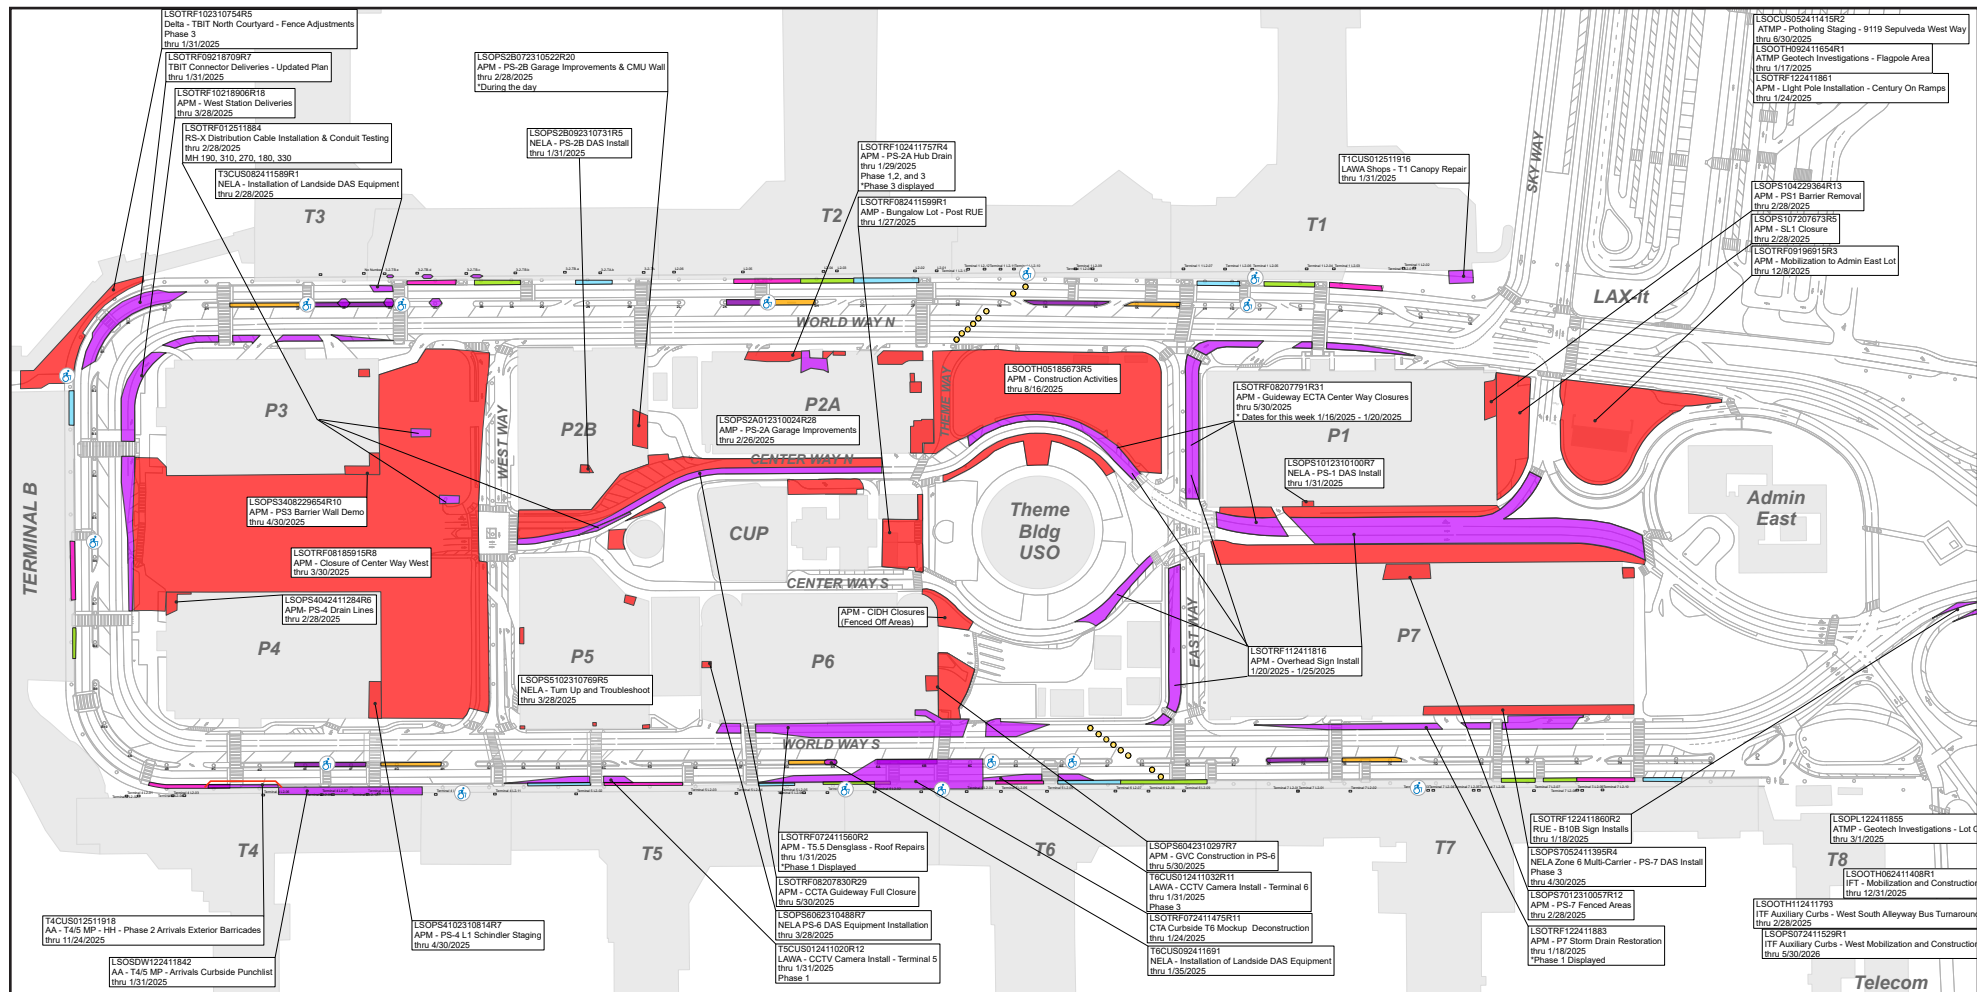 LSOTRF102310754R5
Delta - TBIT North Courtyard - Fence Adjustments
Phase 3
thru 1/31/2025
LSOTRF09218709R7
TBIT Connector Deliveries - Updated Plan
thru 1/31/2025
LSOTRF10218906R18
APM - West Station Deliveries
thru 3/28/2025
LSOTRF012511884
RS-X Distribution Cable Installation & Conduit Testing
thru 2/28/2025
MH 190, 310, 270, 180, 330
T3CUS082411589R1
NELA - Installation of Landside DAS Equipment
thru 2/28/2025
LSOPS2B072310522R20
APM - PS-2B Garage Improvements & CMU Wall
thru 2/28/2025
*During the day
LSOPS2B092310731R5
NELA - PS-2B DAS Install
thru 1/31/2025
LSOTRF102411757R4
APM - PS-2A Hub Drain
thru 1/29/2025
Phase 1,2, and 3
*Phase 3 displayed
LSOTRF082411599R1
AMP - Bungalow Lot - Post RUE
thru 1/27/2025
T1CUS012511916
LAWA Shops - T1 Canopy Repair
thru 1/31/2025
LSOCUS052411415R2
ATMP - Potholing Staging - 9119 Sepulveda West Way
thru 6/30/2025
LSOOTH092411654R1
ATMP Geotech Investigations - Flagpole Area
thru 1/17/2025
LSOTRF122411861
APM - LIght Pole Installation - Century On Ramps
thru 1/24/2025
LSOPS104229364R13
APM - PS1 Barrier Removal
thru 2/28/2025
LSOPS107207673R5
APM - SL1 Closure
thru 2/28/2025
LSOTRF09196915R3
APM - Mobilization to Admin East Lot
thru 12/8/2025
T3
T2
T1
SKY WAY
LAX-it
WORLD WAY N
LSOOTH05185673R5
APM - Construction Activities
thru 8/16/2025
LSOTRF08207791R31
APM - Guideway ECTA Center Way Closures
thru 5/30/2025
* Dates for this week 1/16/2025 - 1/20/2025
P3
P2B
P2A
P1
THEME WAY
WEST WAY
LSOPS2A012310024R28
AMP - PS-2A Garage Improvements
thru 2/26/2025
CENTER WAY N
LSOPS1012310100R7
NELA - PS-1 DAS Install
thru 1/31/2025
LSOPS3408229654R10
APM - PS3 Barrier Wall Demo
thru 4/30/2025
TERMINAL B
CUP
Theme
Bldg
USO
Admin
East
LSOTRF08185915R8
APM - Closure of Center Way West
thru 3/30/2025
CENTER WAY S
LSOPS4042411284R6
APM- PS-4 Drain Lines
thru 2/28/2025
APM - CIDH Closures
(Fenced Off Areas)
EAST WAY
P4
P5
P6
P7
LSOTRF112411816
APM - Overhead Sign Install
1/20/2025 - 1/25/2025
LSOPS5102310769R5
NELA - Turn Up and Troubleshoot
thru 3/28/2025
WORLD WAY S
T4
T5
T6
T7
T8
LSOTRF072411560R2
APM - T5.5 Densglass - Roof Repairs
thru 1/31/2025
*Phase 1 Displayed
LSOTRF08207830R29
APM - CCTA Guideway Full Closure
thru 5/30/2025
LSOPS6062310488R7
NELA PS-6 DAS Equipment Installation
thru 3/28/2025
T5CUS012411020R12
LAWA - CCTV Camera Install - Terminal 5
thru 1/31/2025
Phase 1
LSOPS6042310297R7
APM - GVC Construction in PS-6
thru 5/30/2025
T6CUS012411032R11
LAWA - CCTV Camera Install - Terminal 6
thru 1/31/2025
Phase 3
LSOTRF072411475R11
CTA Curbside T6 Mockup Deconstruction
thru 1/24/2025
T6CUS092411691
NELA - Installation of Landside DAS Equipment
thru 1/35/2025
LSOTRF122411860R2
RUE - B10B Sign Installs
thru 1/18/2025
LSOPS7052411395R4
NELA Zone 6 Multi-Carrier - PS-7 DAS Install
Phase 3
thru 4/30/2025
LSOPS7012310057R12
APM - PS-7 Fenced Areas
thru 2/28/2025
LSOTRF122411883
APM - P7 Storm Drain Restoration
thru 1/18/2025
*Phase 1 Displayed
LSOPL122411855
ATMP - Geotech Investigations - Lot
thru 3/1/2025
LSOOTH062411408R1
IFT - Mobilization and Construction
thru 12/31/2025
LSOOTH112411793
ITF Auxiliary Curbs - West South Alleyway Bus Turnaround
thru 2/28/2025
LSOPS072411529R1
ITF Auxiliary Curbs - West Mobilization and Construction
thru 5/30/2026
T4CUS012511918
AA - T4/5 MP - HH - Phase 2 Arrivals Exterior Barricades
thru 11/24/2025
LSOSDW122411842
AA - T4/5 MP - Arrivals Curbside Punchlist
thru 1/31/2025
LSOPS4102310814R7
APM - PS-4 L1 Schindler Staging
thru 4/30/2025
Telecom